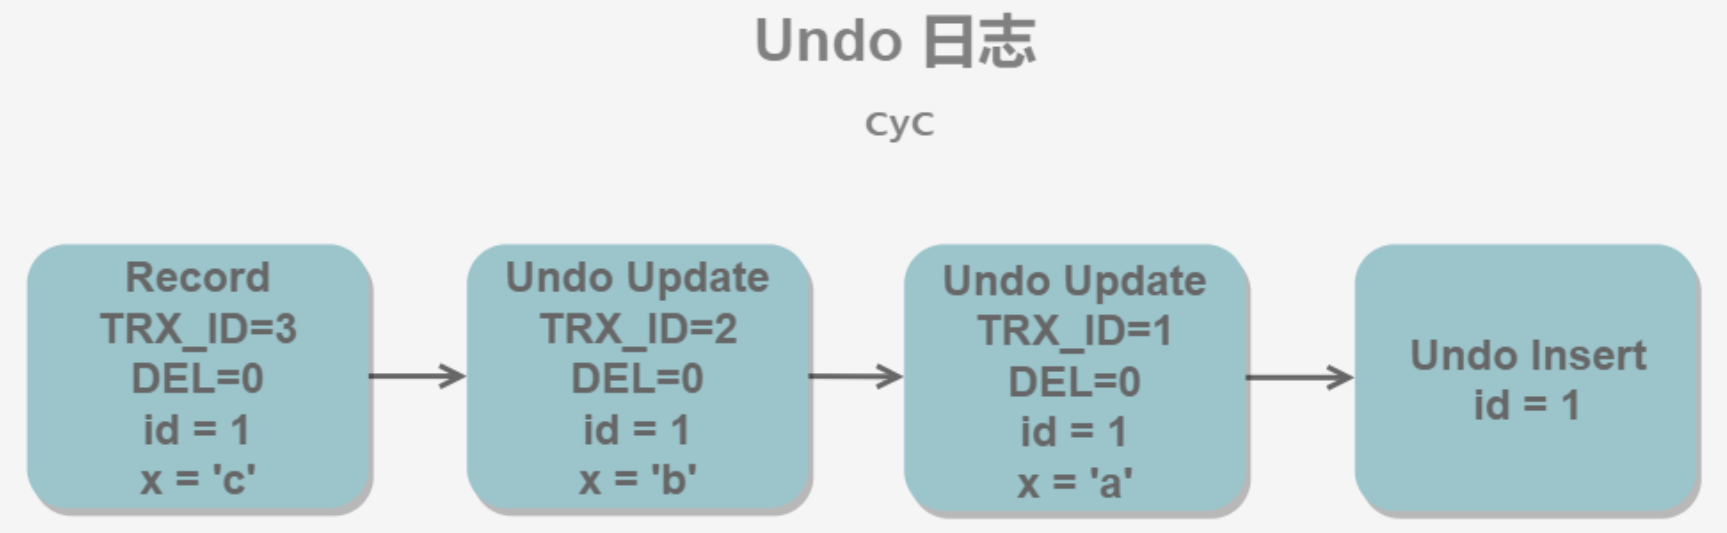 Undo 日志
CyC
Record
TRX_ID=3
DEL=0
id = 1
x = 'c'
Undo Update
TRX_ID=2
DEL=0
id = 1
x = 'b'
Undo Update
TRX_ID=1
DEL=0
id = 1
x = 'a'
Undo Insert
id = 1